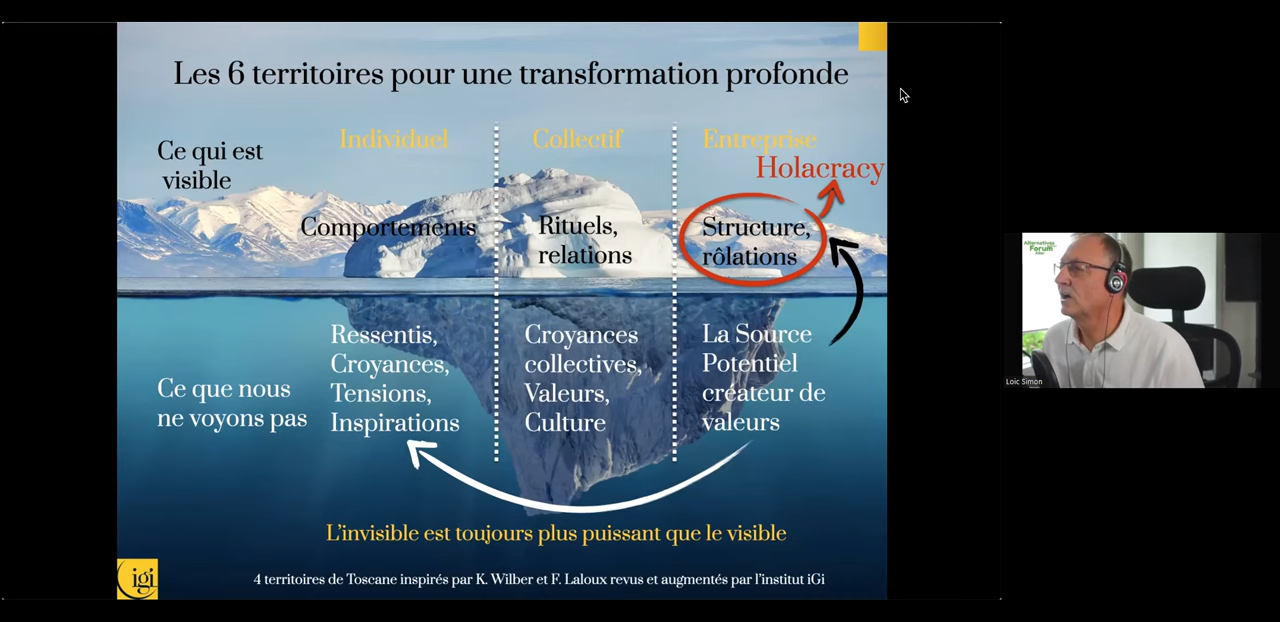 Les 6 territoires pour une transformation profonde
Individuel
Collectif
Entreprise
Holacracy
Ce qui est
visible
Comportements
Rituels,
relations
Structure,
rôlations
Ressentis,
Croyances,
Tensions,
Inspirations
Croyances
collectives,
Valeurs,
Culture
La Source
Potentiel
créateur de
valeurs
Ce que nous
ne voyons pas
L'invisible est toujours plus puissant que le visible
igi
4 territoires de Toscane inspirés par K. Wilber et F. Laloux revus et augmentés par l'institut iGi
Alternatives
Forum
Loic Simon